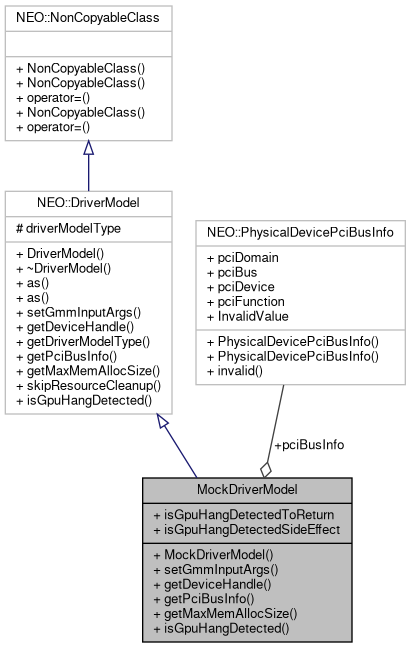 NEO::NonCopyableClass
+ NonCopyableClass()
+ NonCopyableClass()
+ operator=()
+ NonCopyableClass()
+ operator=()
NEO::DriverModel
# driverModelType
+ DriverModel()
+ ~DriverModel()
+ as()
+ as()
+ setGmmInputArgs()
+ getDeviceHandle()
+ getDriverModelType()
+ getPciBusInfo()
+ getMaxMemAllocSize()
+ skipResourceCleanup()
+ isGpuHangDetected()
NEO::PhysicalDevicePciBusInfo
+ pciDomain
+ pciBus
+ pciDevice
+ pciFunction
+ InvalidValue
+ PhysicalDevicePciBusInfo()
+ PhysicalDevicePciBusInfo()
+ invalid()
+pciBusInfo
MockDriverModel
+ isGpuHangDetectedToReturn
+ isGpuHangDetectedSideEffect
+ MockDriverModel()
+ setGmmInputArgs()
+ getDeviceHandle()
+ getPciBusInfo()
+ getMaxMemAllocSize()
+ isGpuHangDetected()